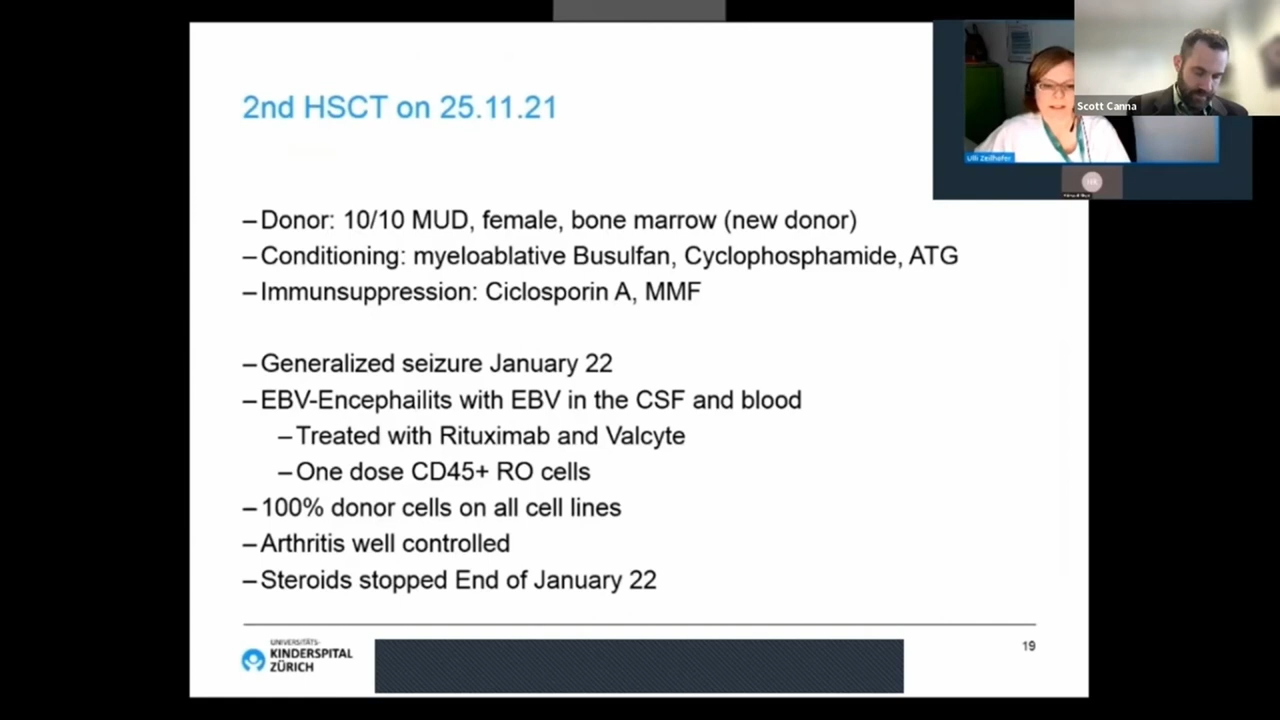 2nd HSCT on 25.11.21
Scott Canna
Ulli Zeilhofer
–Donor: 10/10 MUD, female, bone marrow (new donor)
–Conditioning: myeloablative Busulfan, Cyclophosphamide, ATG
–Immunsuppression: Ciclosporin A, MMF
–Generalized seizure January 22
–EBV-Encephailits with EBV in the CSF and blood
–Treated with Rituximab and Valcyte
–One dose CD45+ RO cells
–100% donor cells on all cell lines
–Arthritis well controlled
–Steroids stopped End of January 22
UNIVERSITÄTS-
KINDERSPITAL
ZÜRICH
19